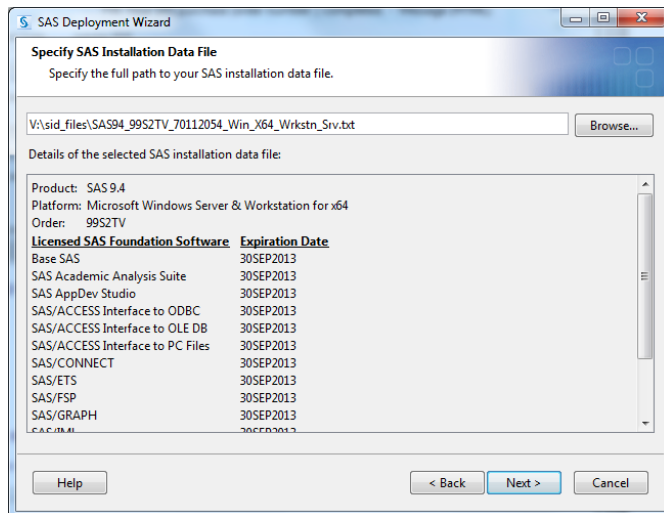 SAS Deployment Wizard
Specify SAS Installation Data File
Specify the full path to your SAS installation data file.
V:\sid_files\SAS94_99S2TV_70112054_Win_X64_Wrkstn_Srv.txt
Browse...
Details of the selected SAS installation data file:
Product: SAS 9.4
Platform: Microsoft Windows Server & Workstation for x64
Order: 99S2TV
Licensed SAS Foundation Software Expiration Date
Base SAS 30SEP2013
SAS Academic Analysis Suite 30SEP2013
SAS AppDev Studio 30SEP2013
SAS/ACCESS Interface to ODBC 30SEP2013
SAS/ACCESS Interface to OLE DB 30SEP2013
SAS/ACCESS Interface to PC Files 30SEP2013
SAS/CONNECT 30SEP2013
SAS/ETS 30SEP2013
SAS/FSP 30SEP2013
SAS/GRAPH 30SEP2013
SAS/IML 30SEP2013
Help
< Back
Next >
Cancel